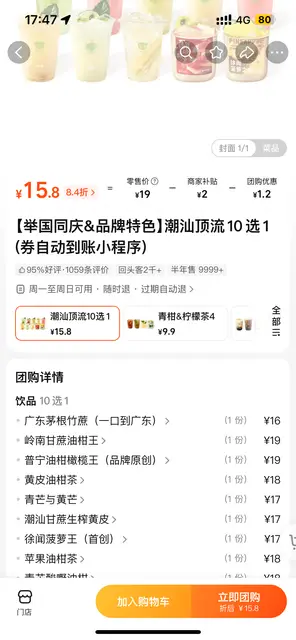 17:47
4G 80
封面 1/1 菜品
¥15.8 8.4折 > = 零售价? ¥19 - 商家补贴 ¥2 - 团购优惠 ¥1.2
【举国同庆&品牌特色】潮汕顶流10选1
(券自动到账小程序)
95%好评·1059条评价 回头客2千+ 半年售 9999+
周一至周日可用·随时退·过期自动退 >
潮汕顶流10选1 ¥15.8
青柑&柠檬茶4 ¥9.9
全部
团购详情
饮品 10选1
广东茅根竹蔗（一口到广东） > (1 份) ¥16
岭南甘蔗油柑王 > (1 份) ¥19
普宁油柑橄榄王（品牌原创） > (1 份) ¥19
黄皮油柑茶 > (1 份) ¥18
青芒与黄芒 > (1 份) ¥17
潮汕甘蔗生榨黄皮 > (1 份) ¥17
徐闻菠萝王（首创） > (1 份) ¥17
苹果油柑茶 > (1 份) ¥18
门店
加入购物车
立即团购
折后 ¥15.8